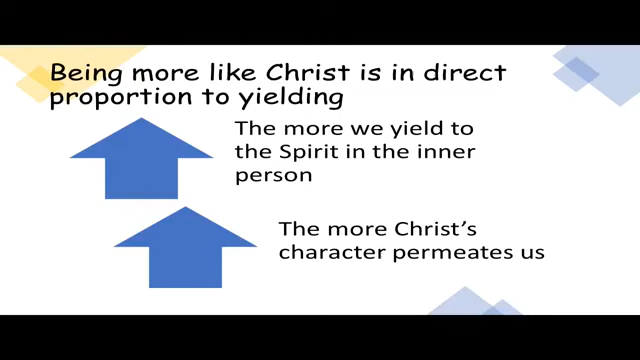 Being more like Christ is in direct
proportion to yielding
The more we yield to
the Spirit in the inner
person
The more Christ's
character permeates us